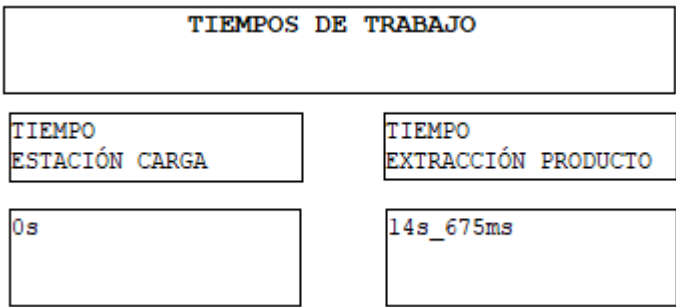 TIEMPOS DE TRABAJO
TIEMPO
ESTACIÓN CARGA
TIEMPO
EXTRACCIÓN PRODUCTO
0s
14s_675ms